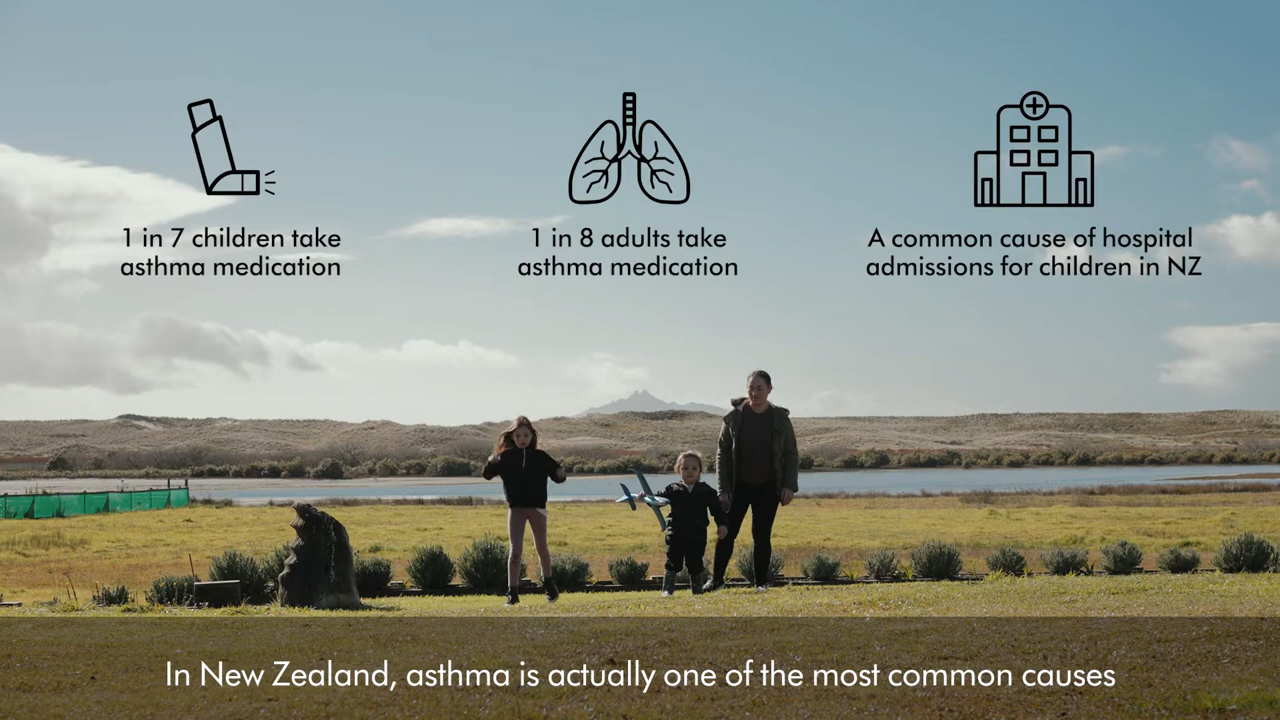 1 in 7 children take
asthma medication
1 in 8 adults take
asthma medication
A common cause of hospital
admissions for children in NZ
In New Zealand, asthma is actually one of the most common causes